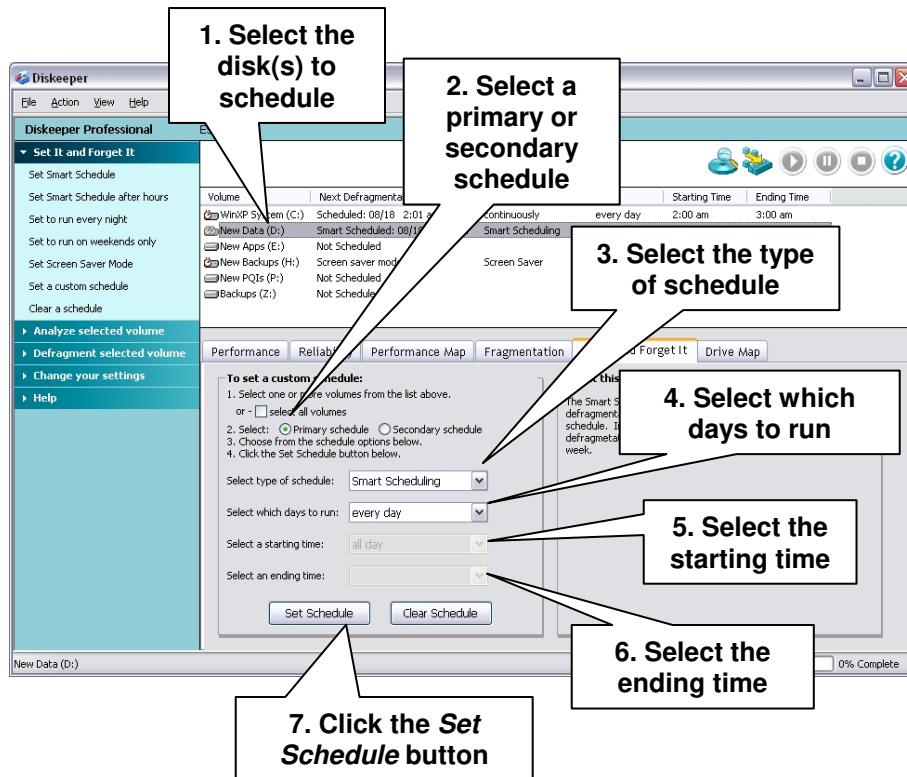 1. Select the
disk(s) to
schedule
2. Select a
primary or
secondary
schedule
Diskeeper
File Action View Help
Diskeeper Professional
Set It and Forget It
Set Smart Schedule
Set Smart Schedule after hours
Set to run every night
Set to run on weekends only
Set Screen Saver Mode
Set a custom schedule
Clear a schedule
Analyze selected volume
Defragment selected volume
Change your settings
Help
Volume Next Starting Time Ending Time
WinXP System (C:) Scheduled: 08/18 2:01 continuously every day 2:00 am 3:00 am
New Data (D:) Smart Scheduled: Smart Scheduling
New Apps (E:) Not Scheduled
New Backups (H:) Screen saver Screen Saver
New PQIs (P:) Not Scheduled
Backups (Z:) Not
3. Select the type
of schedule
Performance Performance Map Fragmentation Forget It Drive Map
To set a custom schedule:
1. Select one or more volumes from the list above.
or - select all volumes
2. Select: Primary schedule Secondary schedule
3. Choose from the schedule options below.
4. Click the Set Schedule button below.
Select type of schedule: Smart Scheduling
Select which days to run: every day
Select a starting time: all day
Select an ending time:
Set Schedule Clear Schedule
this
The Smart
schedule.
week.
4. Select which
days to run
5. Select the
starting time
6. Select the
ending time
7. Click the Set
Schedule button
New Data (D:) 0% Complete